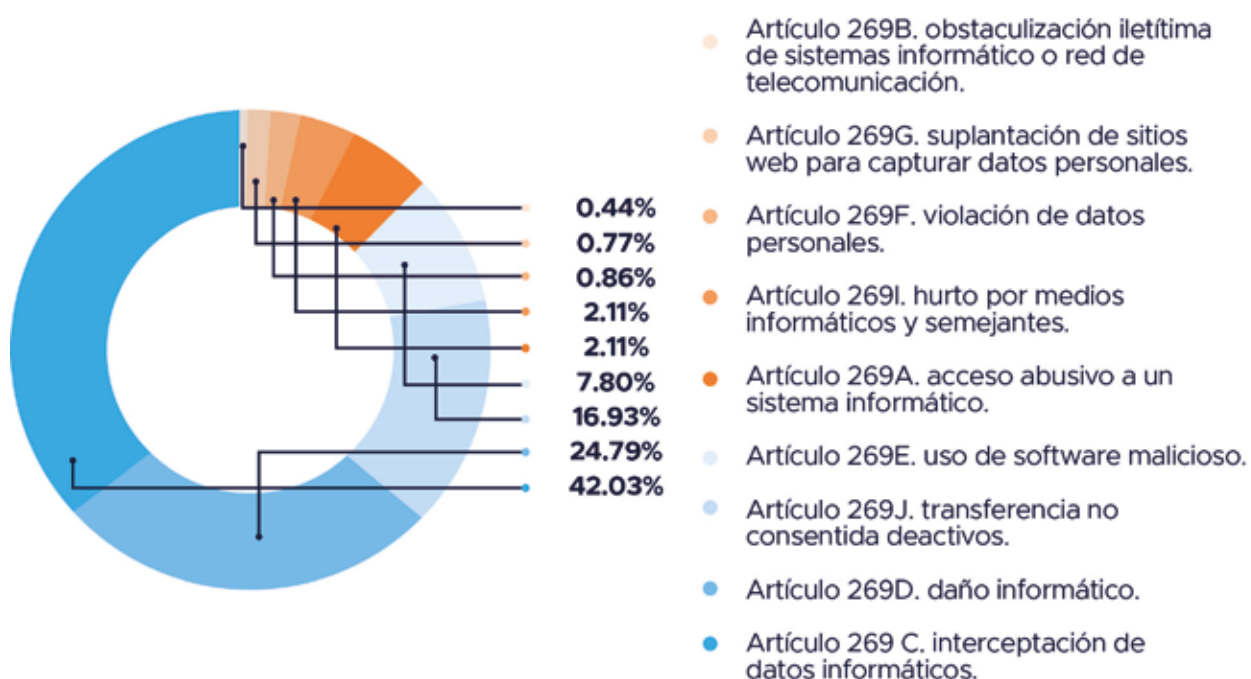 0.44%
0.77%
0.86%
2.11%
2.11%
7.80%
16.93%
24.79%
42.03%
Artículo 269B. obstaculización iletítima
de sistemas informático o red de
telecomunicación.
Artículo 269G. suplantación de sitios
web para capturar datos personales.
Artículo 269F. violación de datos
personales.
Artículo 269I. hurto por medios
informáticos y semejantes.
Artículo 269A. acceso abusivo a un
sistema informático.
Artículo 269E. uso de software malicioso.
Artículo 269J. transferencia no
consentida deactivos.
Artículo 269D. daño informático.
Artículo 269 C. interceptación de
datos informáticos.